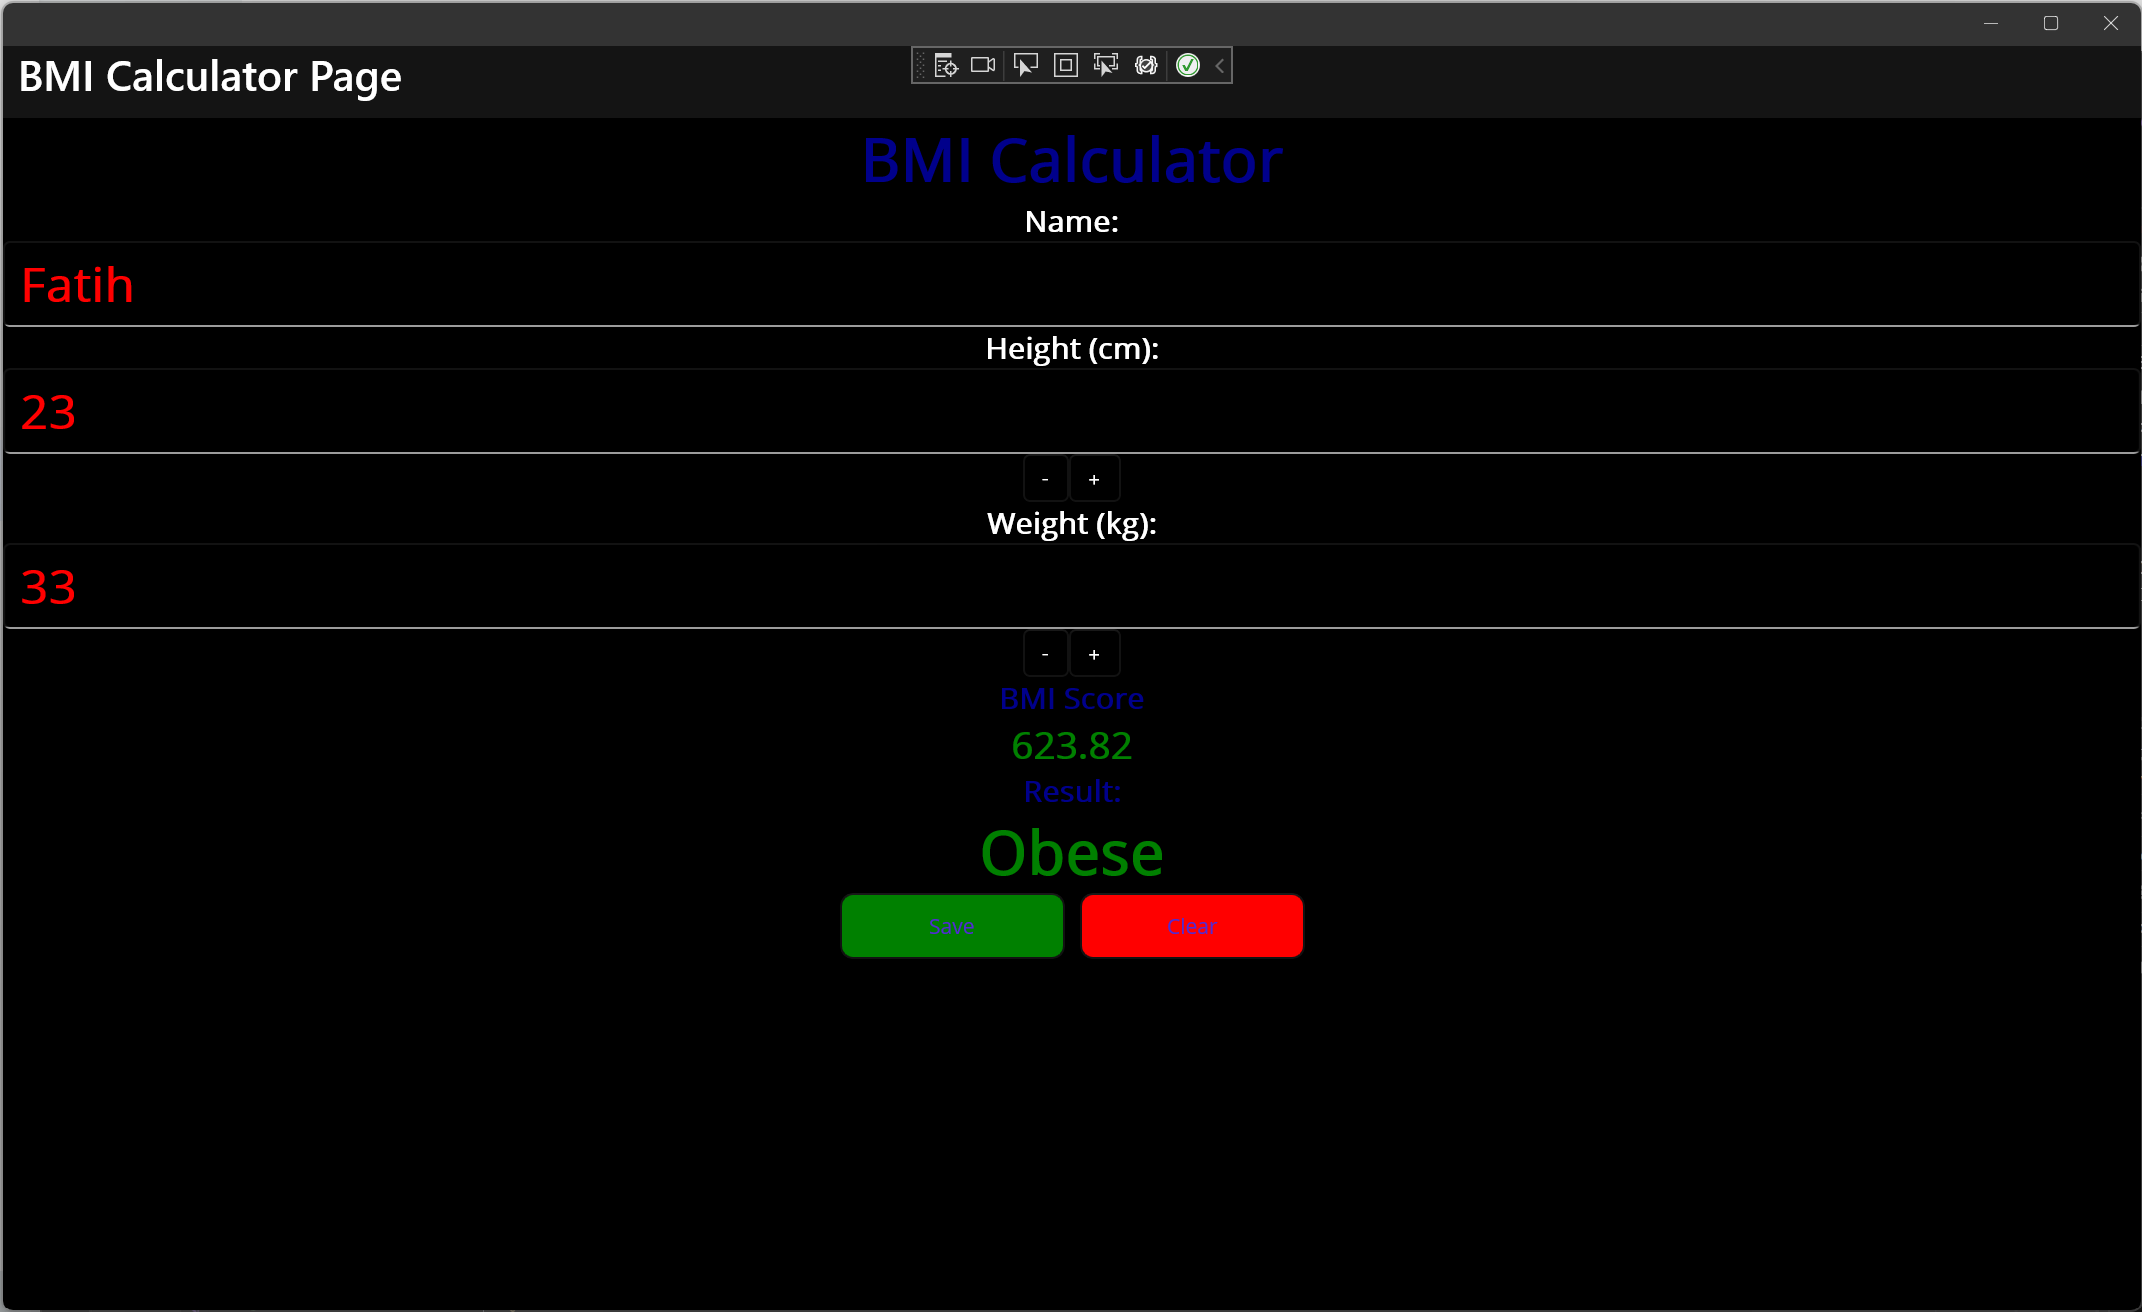 BMI Calculator Page
BMI Calculator
Name:
Fatih
Height (cm):
23
- +
Weight (kg):
33
- +
BMI Score
623.82
Result:
Obese
Save Clear